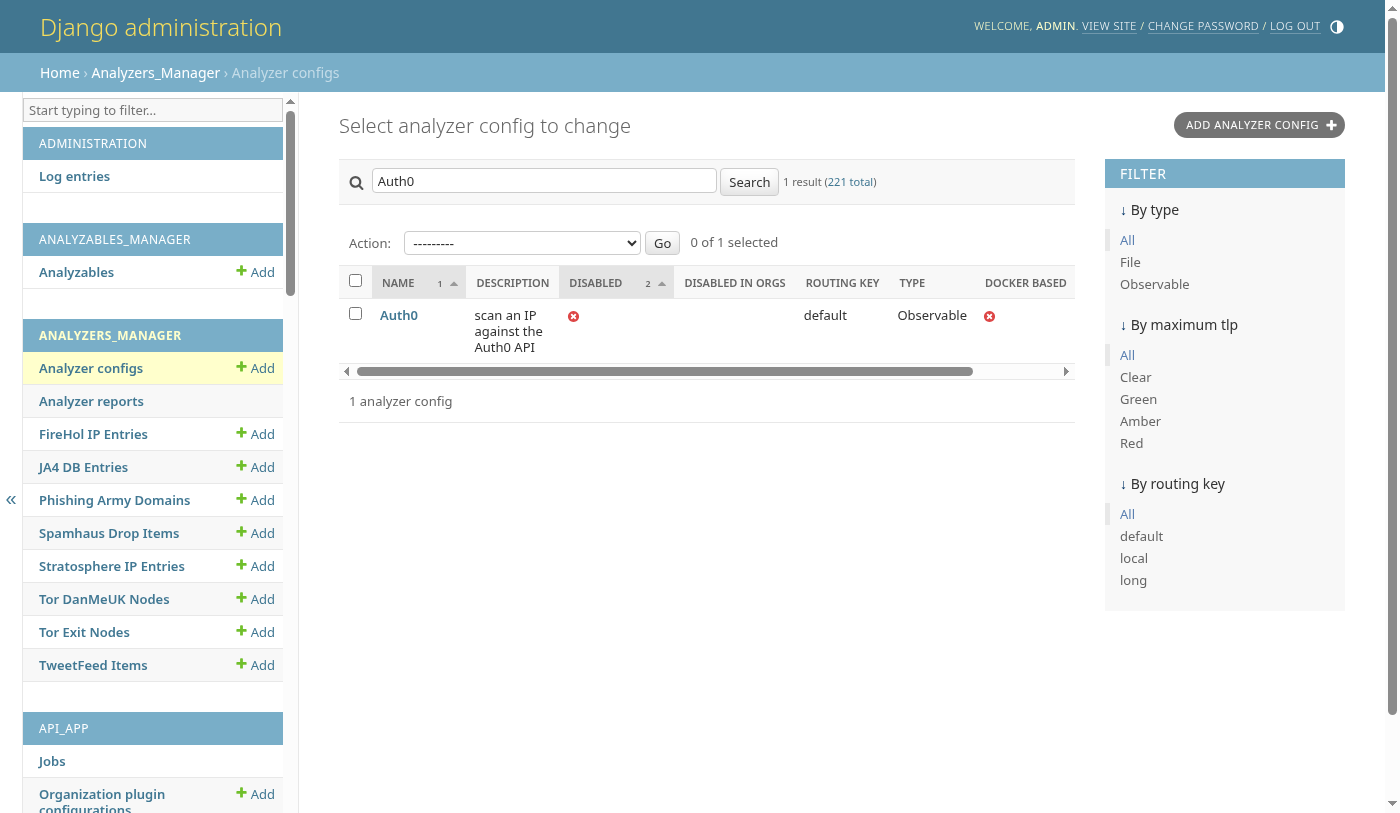 Django administration
WELCOME, ADMIN. VIEW SITE / CHANGE PASSWORD / LOG OUT
Home › Analyzers_Manager › Analyzer configs
Start typing to filter...
ADMINISTRATION
Log entries
ANALYZABLES_MANAGER
Analyzables Add
ANALYZERS_MANAGER
Analyzer configs Add
Analyzer reports
FireHol IP Entries Add
JA4 DB Entries Add
Phishing Army Domains Add
Spamhaus Drop Items Add
Stratosphere IP Entries Add
Tor DanMeUK Nodes Add
Tor Exit Nodes Add
TweetFeed Items Add
API_APP
Jobs
Organization plugin Add
configurations
«
Select analyzer config to change
ADD ANALYZER CONFIG
Auth0 Search 1 result (221 total)
Action: --------- Go 0 of 1 selected
NAME 1 DESCRIPTION DISABLED 2 DISABLED IN ORGS ROUTING KEY TYPE DOCKER BASED
Auth0 scan an IP default Observable
against the
Auth0 API
1 analyzer config
FILTER
↓ By type
All
File
Observable
↓ By maximum tlp
All
Clear
Green
Amber
Red
↓ By routing key
All
default
local
long